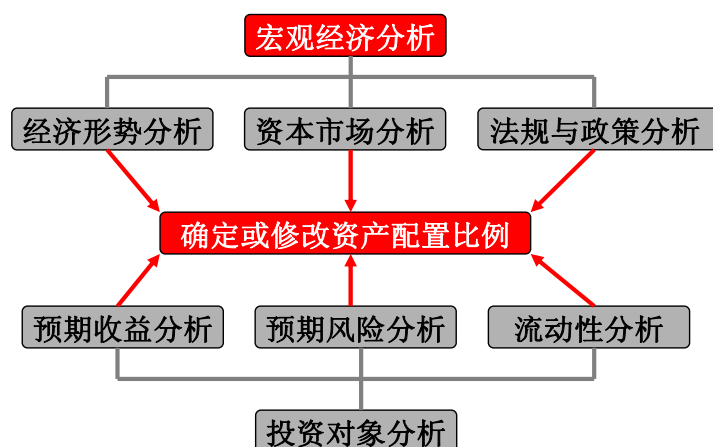 宏观经济分析
经济形势分析
资本市场分析
法规与政策分析
确定或修改资产配置比例
预期收益分析
预期风险分析
流动性分析
投资对象分析